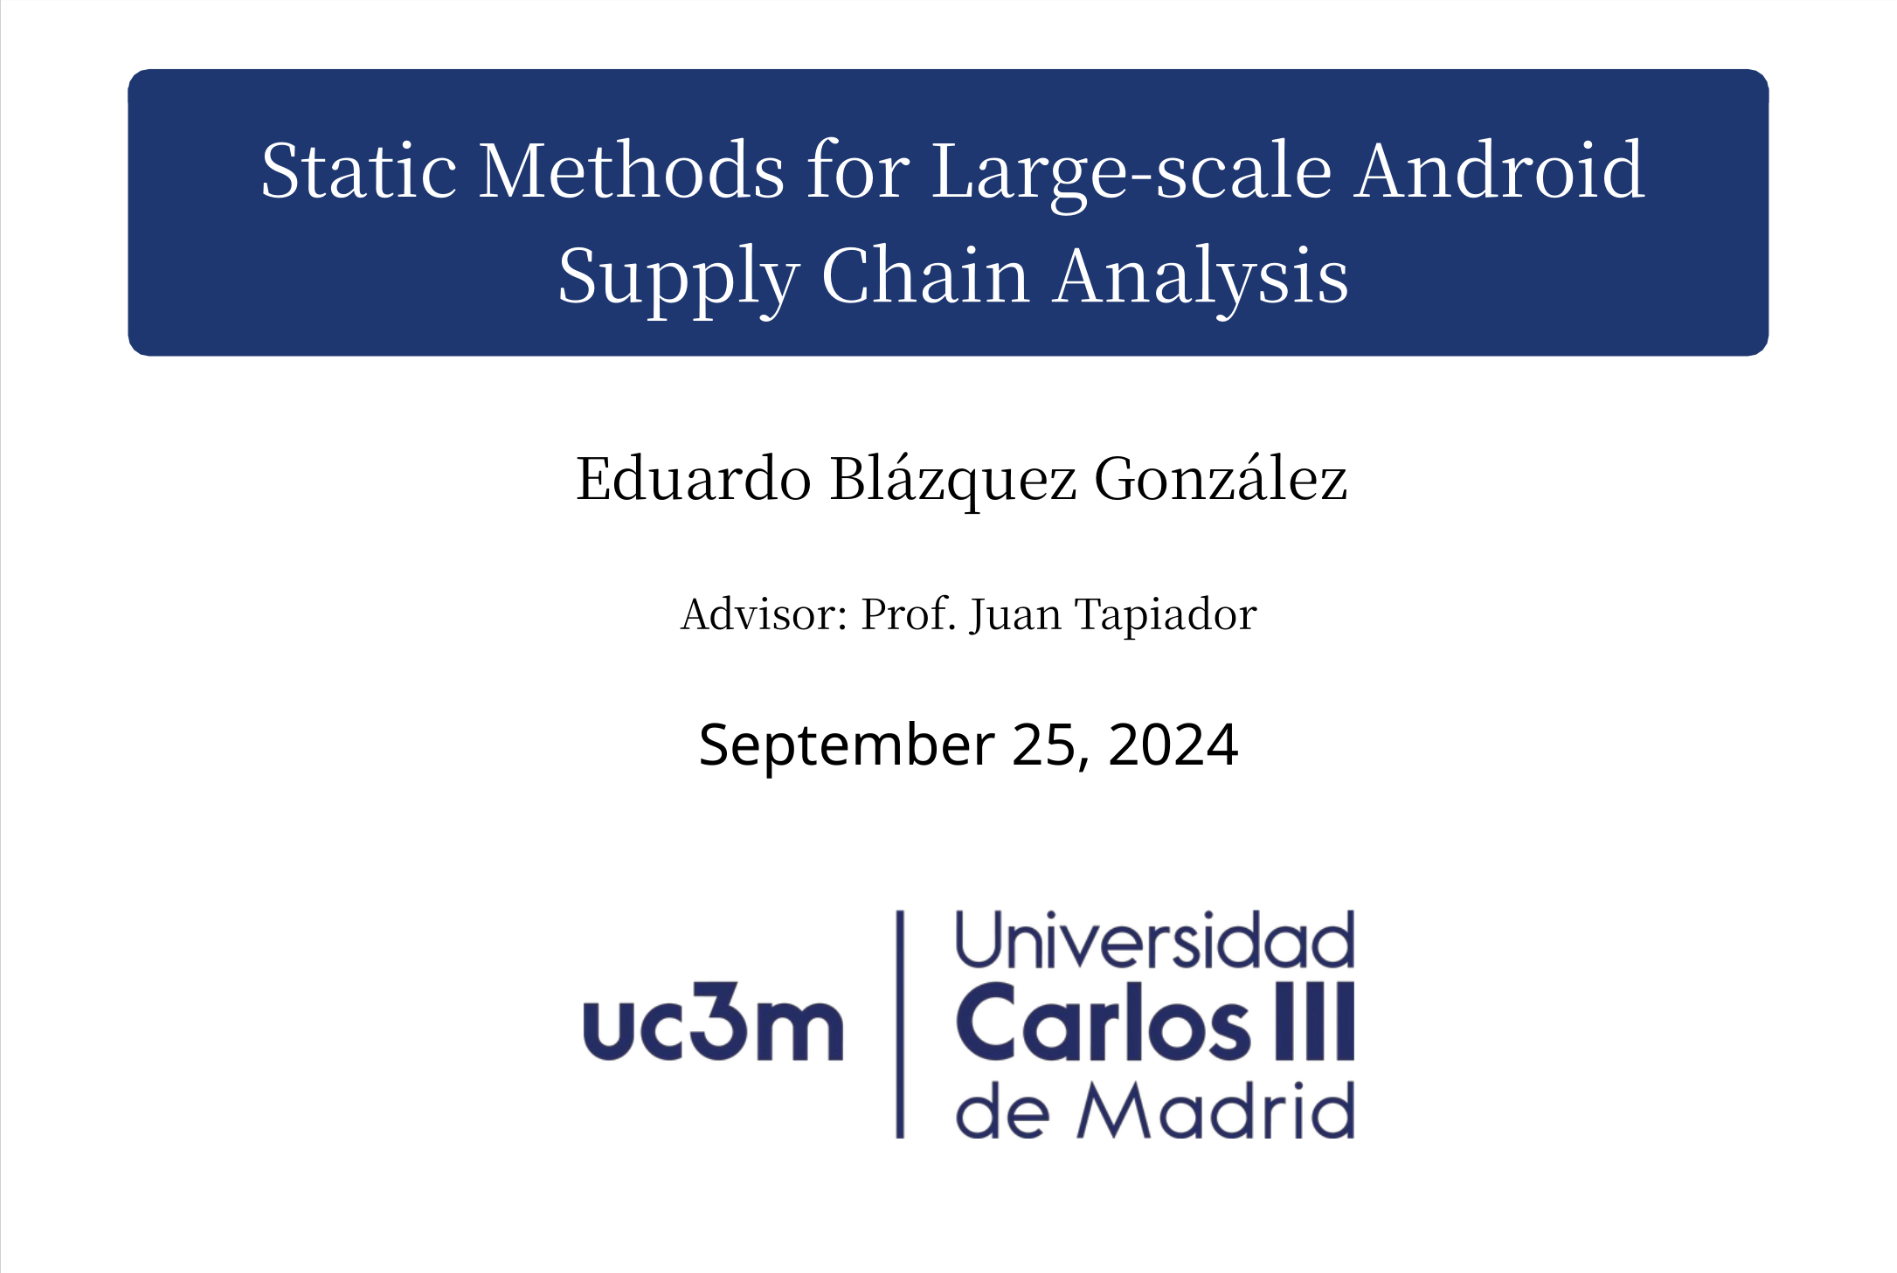 Static Methods for Large-scale Android
Supply Chain Analysis
Eduardo Blázquez González
Advisor: Prof. Juan Tapiador
September 25, 2024
uc3m
Universidad
Carlos III
de Madrid